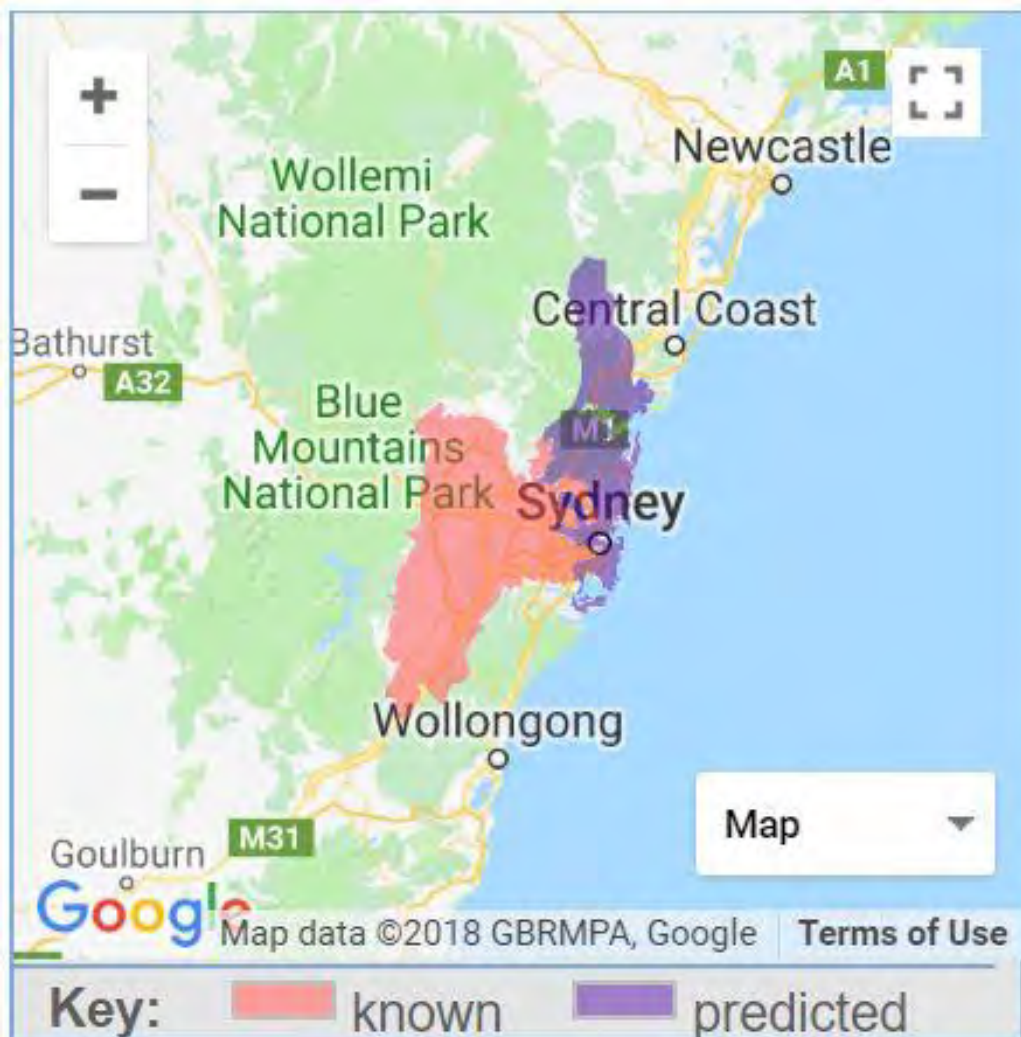 +
A1
Newcastle
−
Wollemi
National Park
Central Coast
Bathurst
A32
Blue
Mountains
National Park
M1
Sydney
Wollongong
Map
M31
Goulburn
Google
Map data ©2018 GBRMPA, Google
Terms of Use
Key:
known
predicted